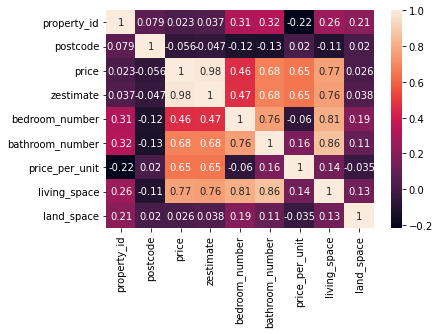 property_id 1 0.079 0.023 0.037 0.31 0.32 -0.22 0.26 0.21
postcode 0.079 1 -0.056 -0.047 -0.12 -0.13 0.02 -0.11 0.02
price 0.023 -0.056 1 0.98 0.46 0.68 0.65 0.77 0.026
zestimate 0.037 -0.047 0.98 1 0.47 0.68 0.65 0.76 0.038
bedroom_number 0.31 -0.12 0.46 0.47 1 0.76 -0.06 0.81 0.19
bathroom_number 0.32 -0.13 0.68 0.68 0.76 1 0.16 0.86 0.11
price_per_unit -0.22 0.02 0.65 0.65 -0.06 0.16 1 0.14 -0.035
living_space 0.26 -0.11 0.77 0.76 0.81 0.86 0.14 1 0.13
land_space 0.21 0.02 0.026 0.038 0.19 0.11 -0.035 0.13 1
property_id
postcode
price
zestimate
bedroom_number
bathroom_number
price_per_unit
living_space
land_space
1.0
0.8
0.6
0.4
0.2
0.0
-0.2